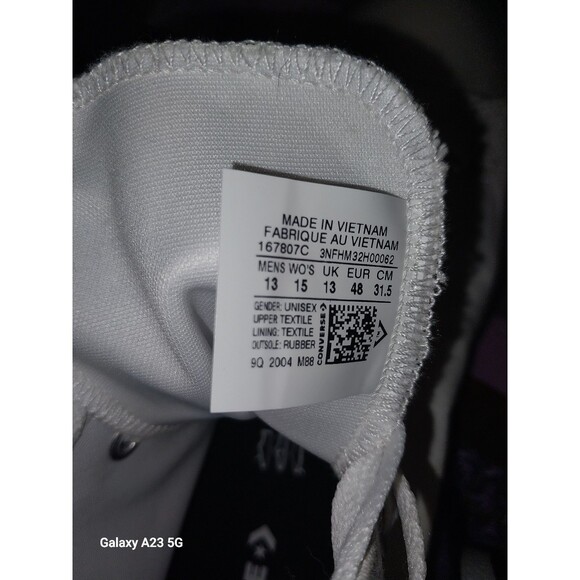 MADE IN VIETNAM
FABRIQUE AU VIETNAM
167807C 3NFHM32H00062
MENS WO'S UK EUR CM
13 15 13 48 31.5
GENDER: UNISEX
UPPER TEXTILE
LINING: TEXTILE
OUTSOLE: RUBBER
9Q 2004 M88
CONVERSE
Galaxy A23 5G